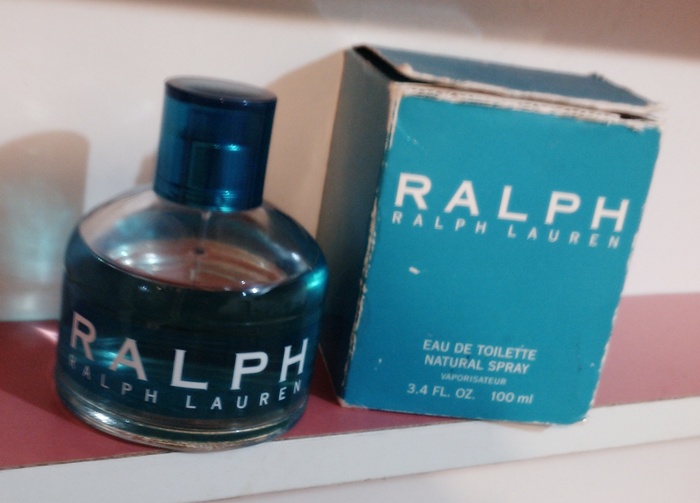 RALPH
RALPH LAUREN
RALPH
RALPH LAUREN
EAU DE TOILETTE
NATURAL SPRAY
VAPORISATEUR
3.4 FL. OZ. 100 ml